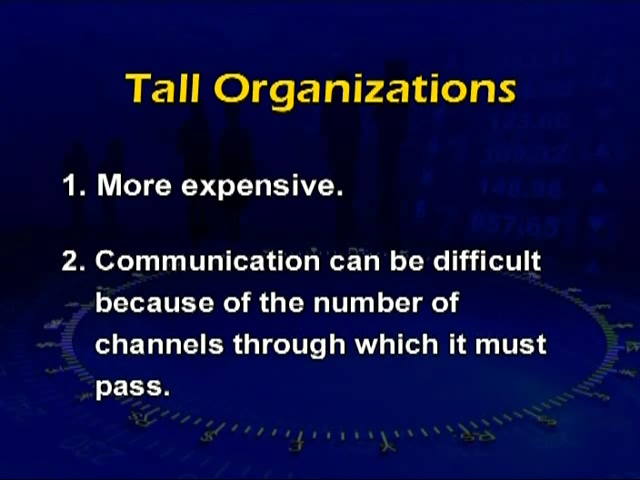 Tall Organizations
1. More expensive.
2. Communication can be difficult
because of the number of
channels through which it must
pass.